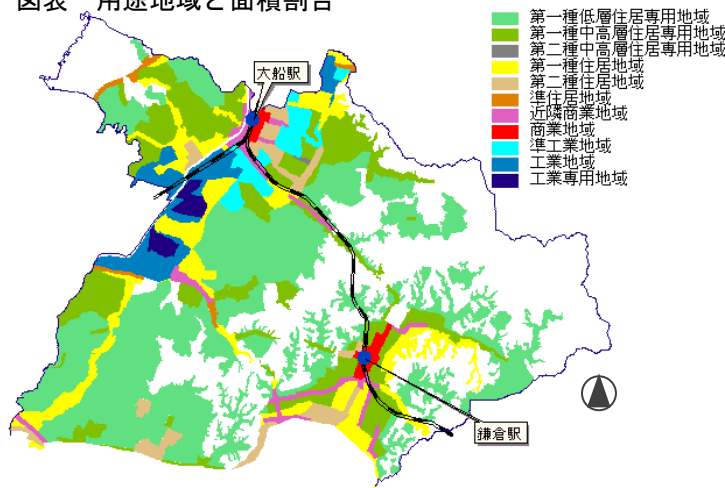 図表　用途地域と面積割合
第一種低層住居専用地域
第一種中高層住居専用地域
第二種中高層住居専用地域
第一種住居地域
第二種住居地域
準住居地域
近隣商業地域
商業地域
準工業地域
工業地域
工業専用地域
大船駅
鎌倉駅